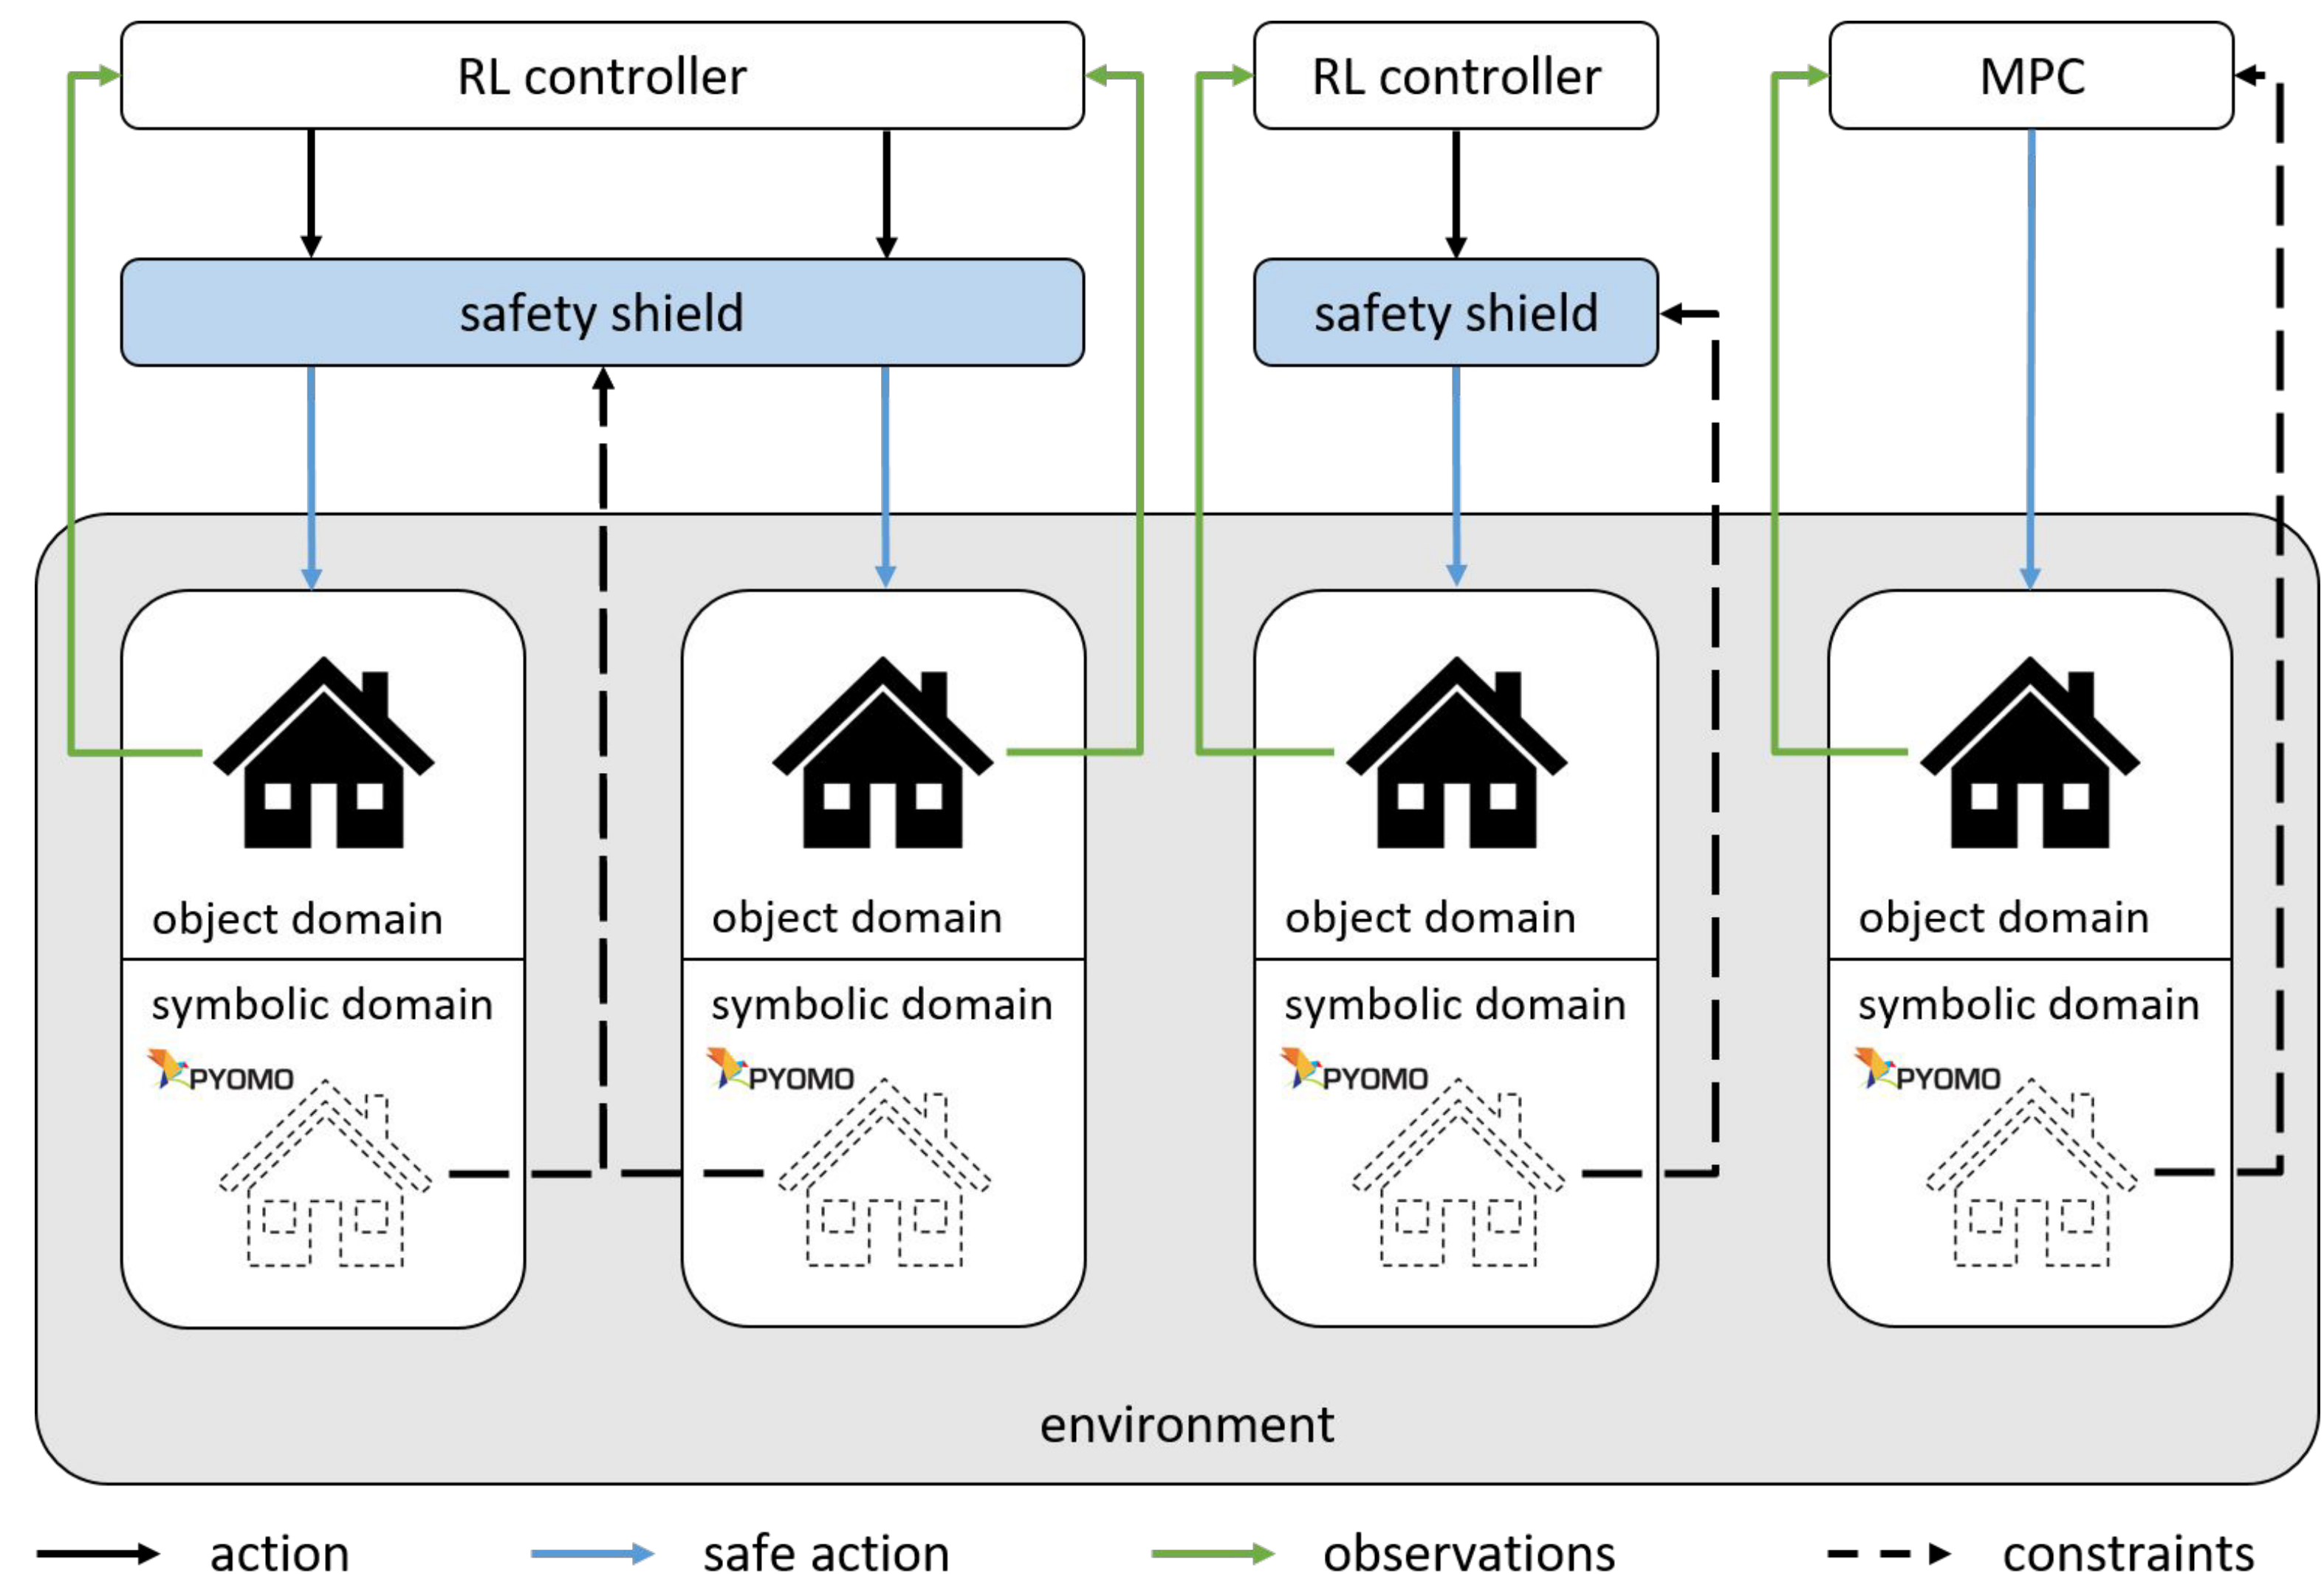 RL controller
RL controller
MPC
safety shield
safety shield
object domain
object domain
object domain
object domain
symbolic domain
symbolic domain
symbolic domain
symbolic domain
PYOMO
PYOMO
PYOMO
PYOMO
environment
action
safe action
observations
constraints